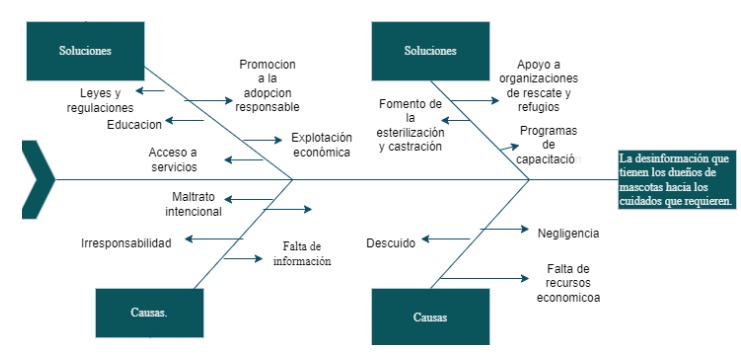 Soluciones
Leyes y
regulaciones
Educacion
Acceso a
servicios
Promocion
a la
adopcion
responsable
Explotación
económica
Soluciones
Fomento de
la
esterilización
y castración
Apoyo a
organizaciones
de rescate y
refugios
Programas
de
capacitación
La desinformación que
tienen los dueños de
mascotas hacia los
cuidados que requieren.
Maltrato
intencional
Irresponsabilidad
Falta de
información
Causas.
Descuido
Negligencia
Falta de
recursos
economicoa
Causas